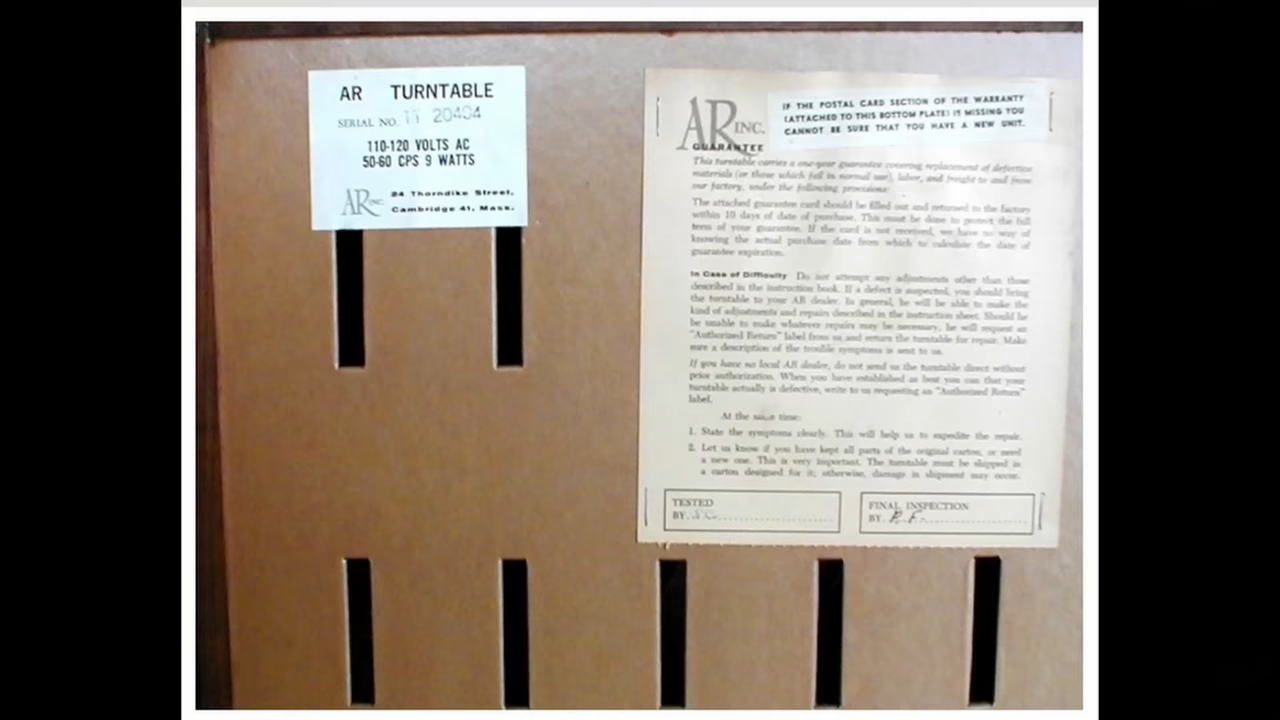 AR TURNTABLE
SERIAL NO. TT 20404
110-120 VOLTS AC
50-60 CPS 9 WATTS
AR INC. 24 Thorndike Street,
Cambridge 41, Mass.
AR INC.
IF THE POSTAL CARD SECTION OF THE WARRANTY
(ATTACHED TO THIS BOTTOM PLATE) IS MISSING YOU
CANNOT BE SURE THAT YOU HAVE A NEW UNIT.
GUARANTEE
This turntable carries a one-year guarantee covering replacement of defective
materials (or those which fail in normal use), labor, and freight to and from
our factory, under the following provisions:
The attached guarantee card should be filled out and returned to the factory
within 10 days of date of purchase. This must be done to protect the full
term of your guarantee. If the card is not received, we have no way of
knowing the actual purchase date from which to calculate the date of
guarantee expiration.
In Case of Difficulty Do not attempt any adjustments other than those
described in the instruction book. If a defect is suspected, you should bring
the turntable to your AR dealer. In general, he will be able to make the
kind of adjustments and repairs described in the instruction sheet. Should he
be unable to make whatever repairs may be necessary, he will request an
"Authorized Return" label from us and return the turntable for repair. Make
sure a description of the trouble symptoms is sent to us.
If you have no local AR dealer, do not send us the turntable direct without
prior authorization. When you have established as best you can that your
turntable actually is defective, write to us requesting an "Authorized Return"
label.
At the same time:
1. State the symptoms clearly. This will help us to expedite the repair.
2. Let us know if you have kept all parts of the original carton, or need
a new one. This is very important. The turntable must be shipped in
a carton designed for it; otherwise, damage in shipment may occur.
TESTED
BY
FINAL INSPECTION
BY R.F.